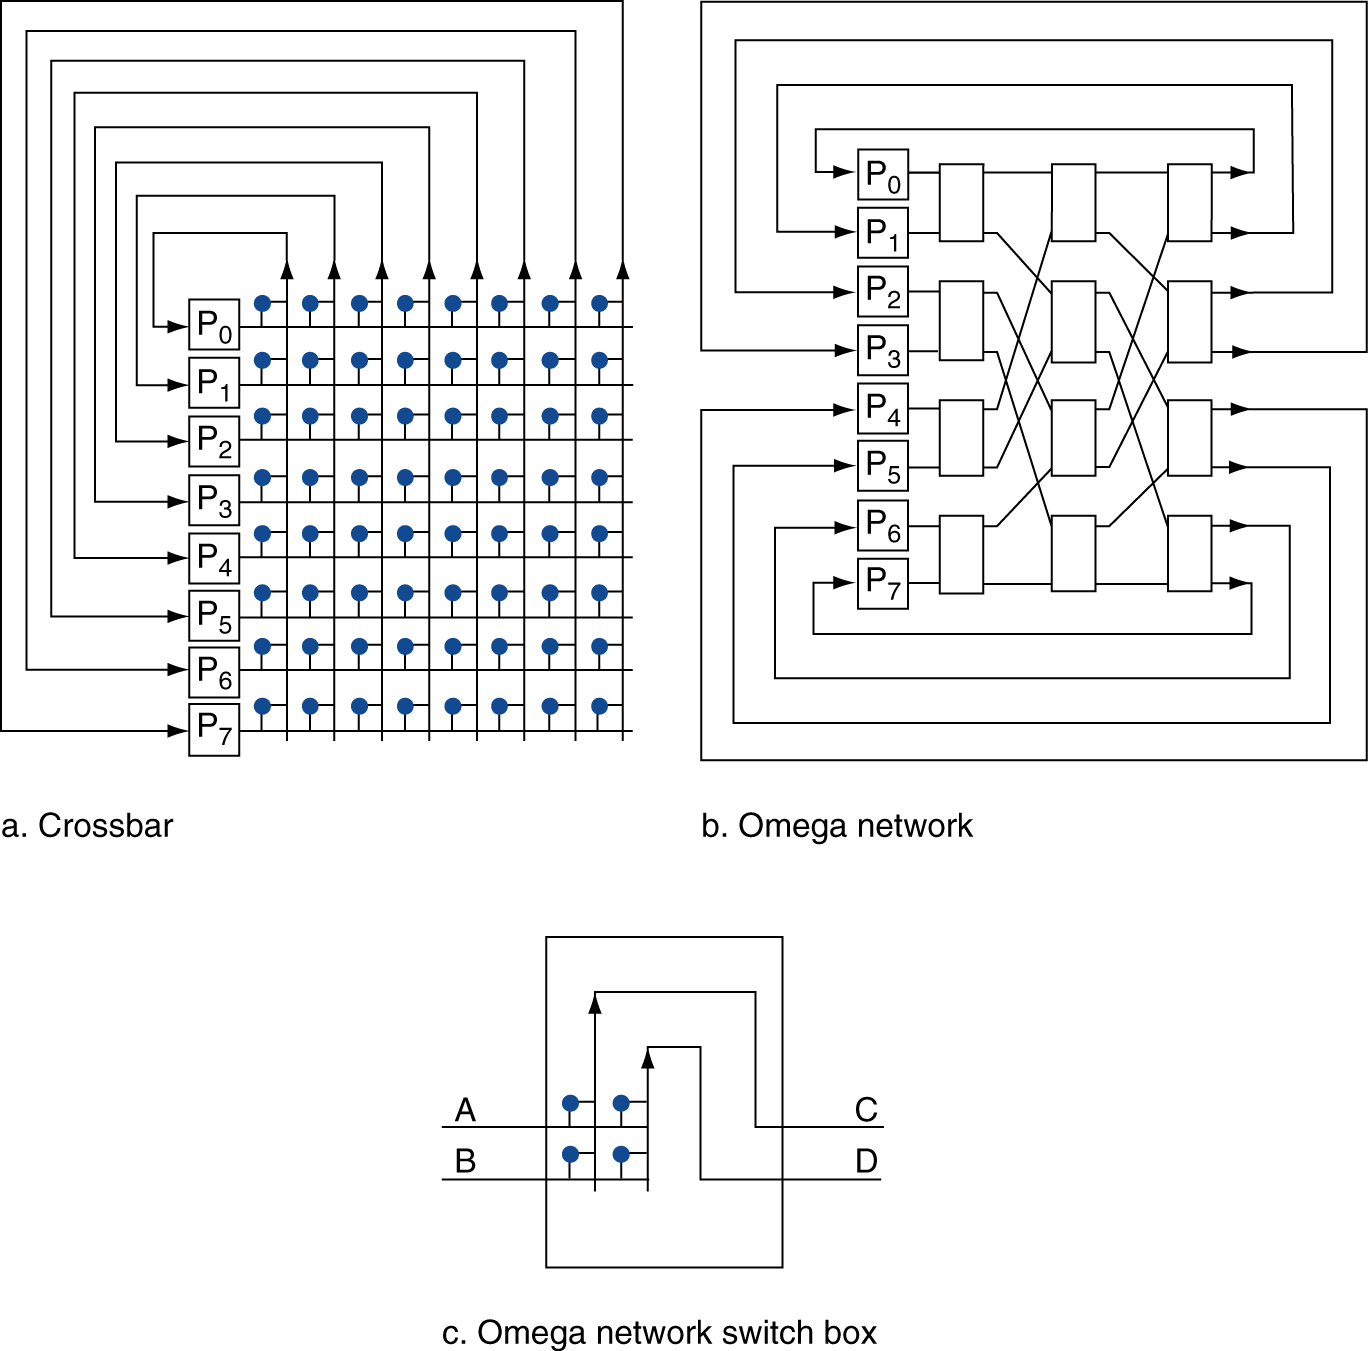 P0
P1
P2
P3
P4
P5
P6
P7
a. Crossbar
P0
P1
P2
P3
P4
P5
P6
P7
b. Omega network
A
B
C
D
c. Omega network switch box